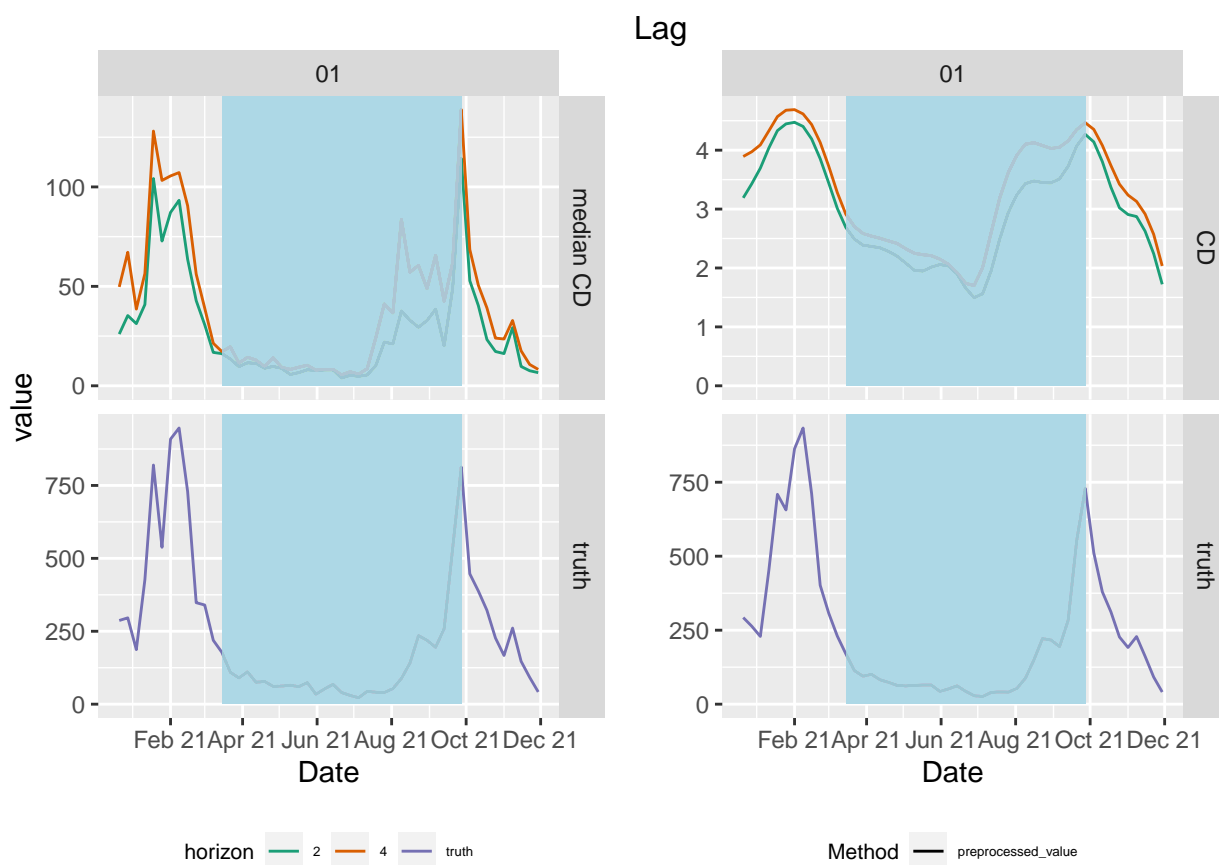 Lag
01
01
100
50
0
median CD
4
3
2
1
0
CD
value
750
500
250
0
truth
750
500
250
0
truth
Feb 21 Apr 21 Jun 21 Aug 21 Oct 21 Dec 21
Feb 21 Apr 21 Jun 21 Aug 21 Oct 21 Dec 21
Date
Date
horizon 2 4 truth
Method preprocessed_value